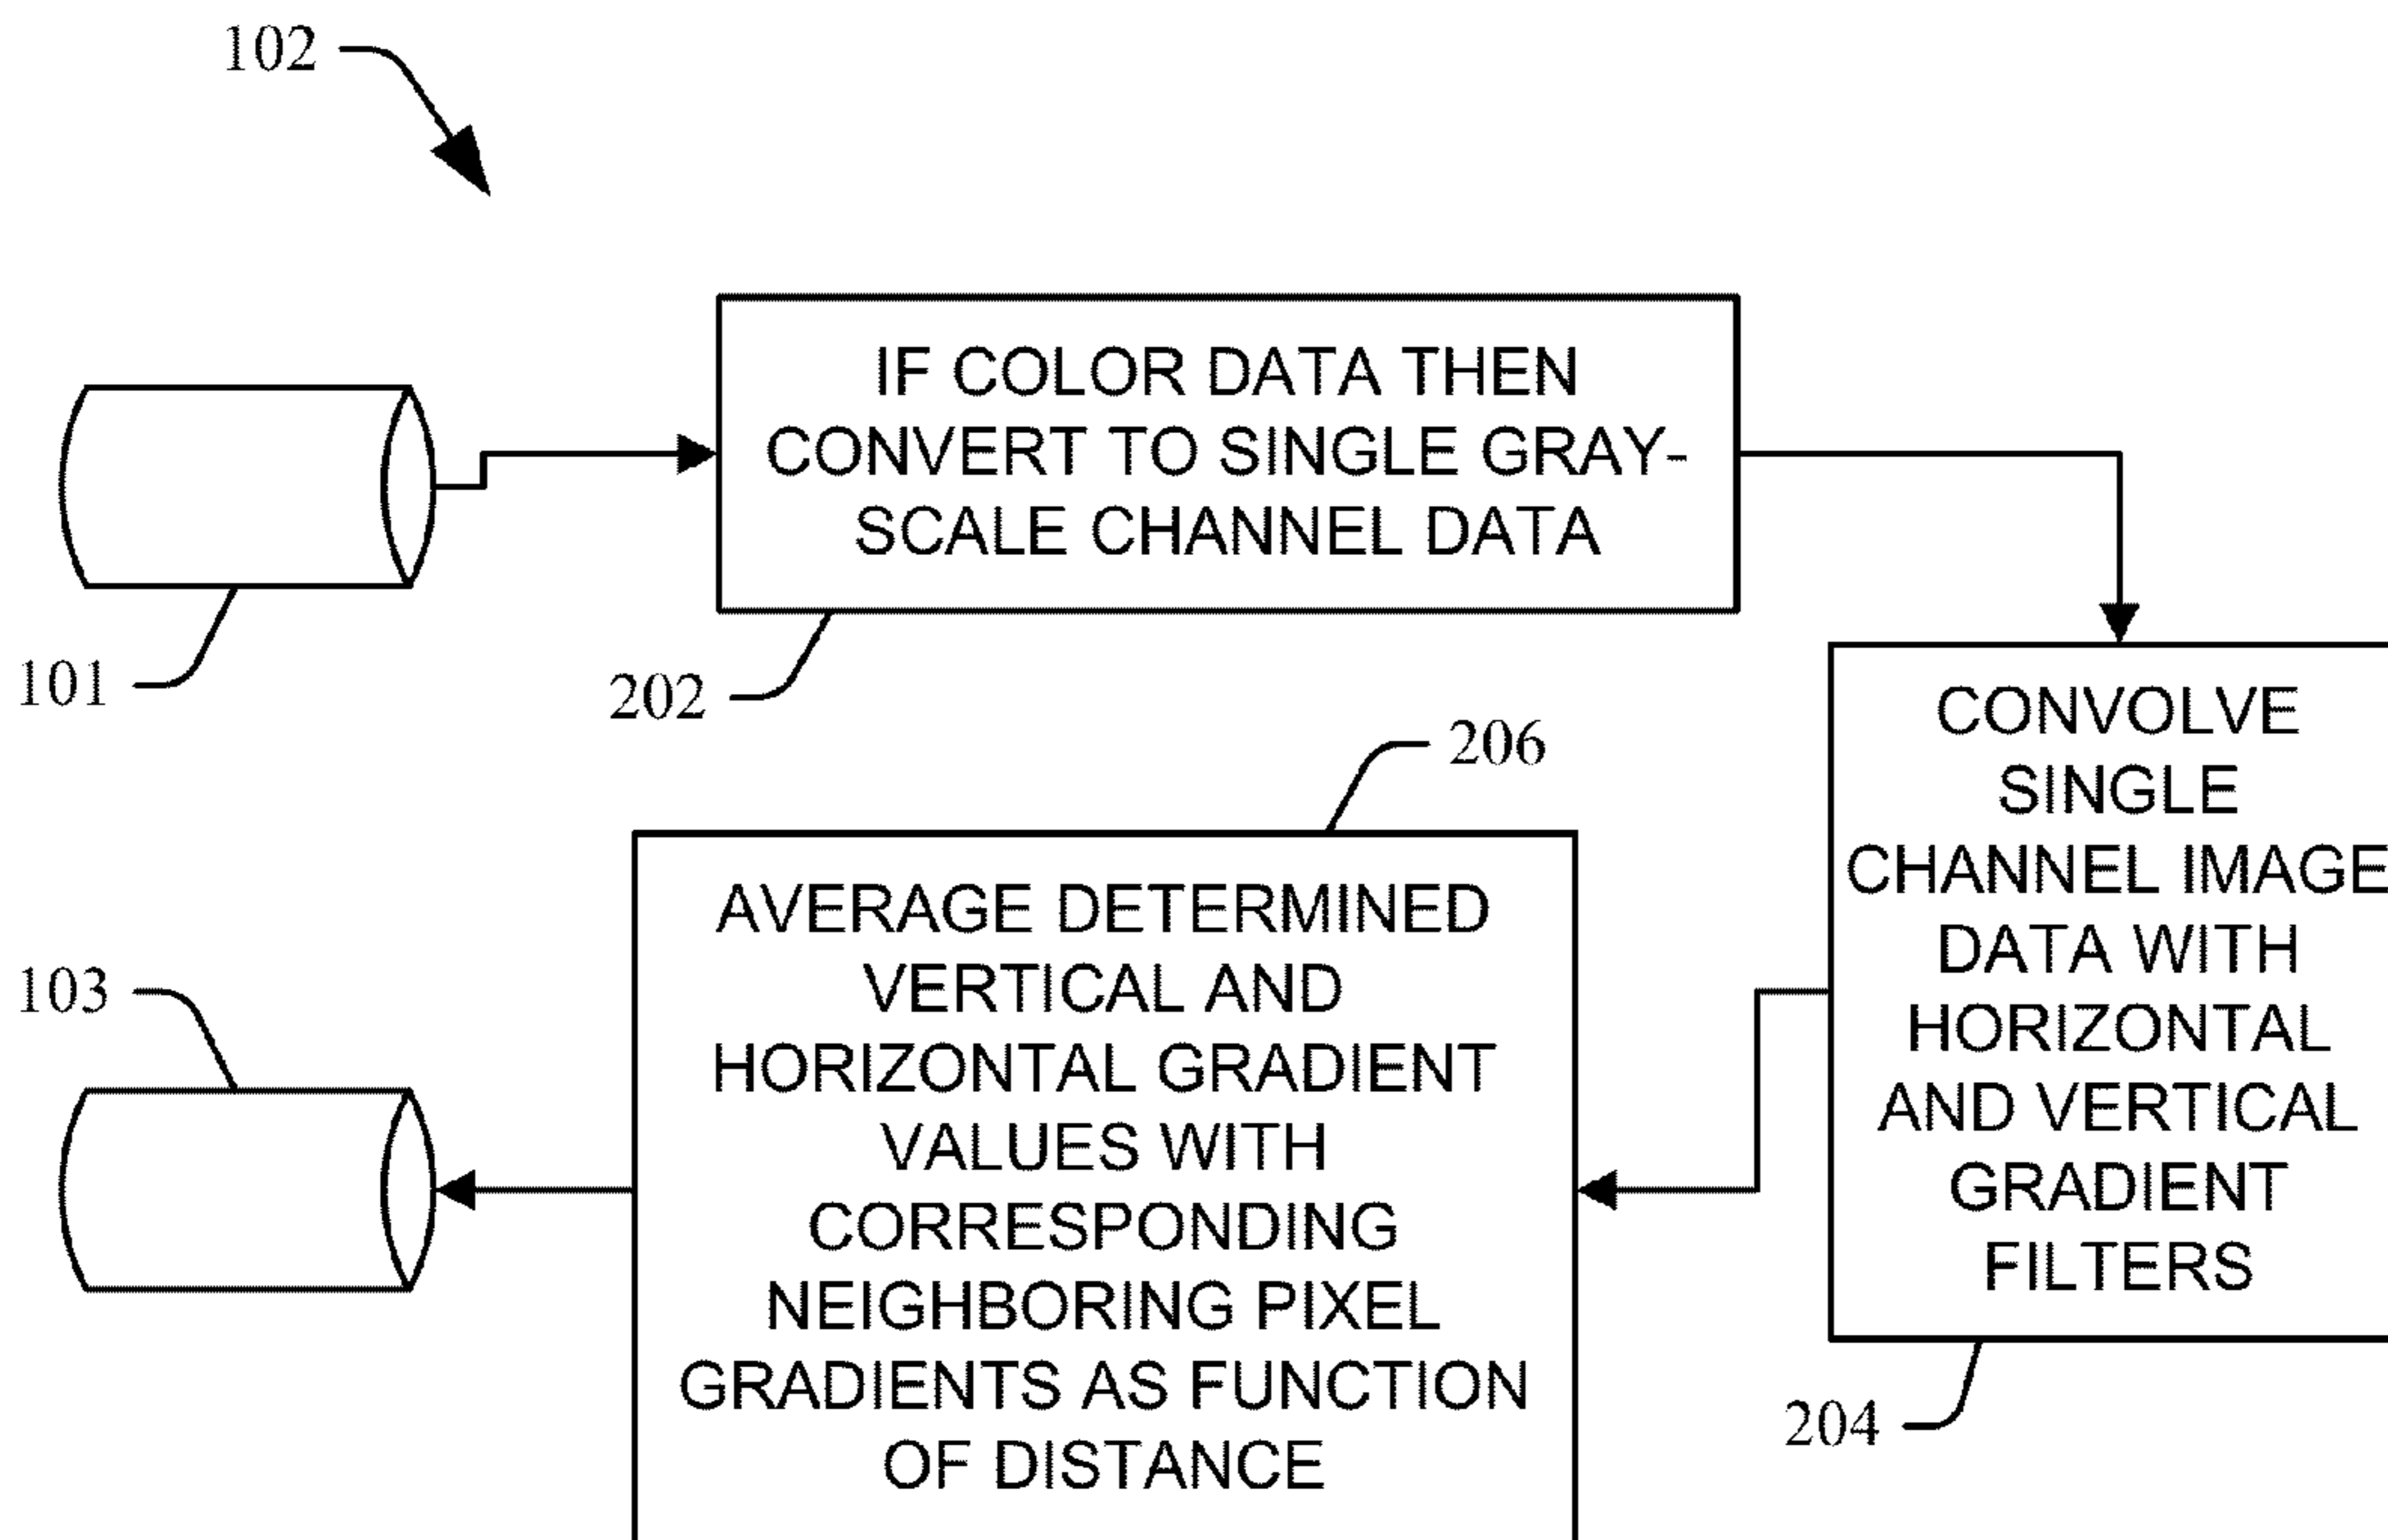 102
IF COLOR DATA THEN
CONVERT TO SINGLE GRAY-
SCALE CHANNEL DATA
101
202
206
CONVOLVE
SINGLE
CHANNEL IMAGE
DATA WITH
HORIZONTAL
AND VERTICAL
GRADIENT
FILTERS
204
AVERAGE DETERMINED
VERTICAL AND
HORIZONTAL GRADIENT
VALUES WITH
CORRESPONDING
NEIGHBORING PIXEL
GRADIENTS AS FUNCTION
OF DISTANCE
103